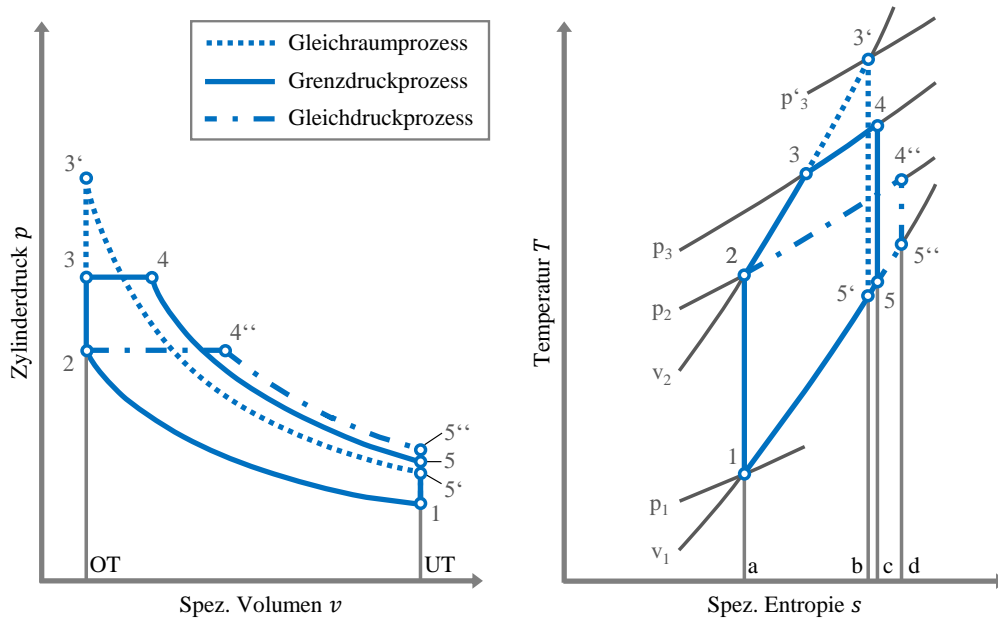 Gleichraumprozess
Grenzdruckprozess
Gleichdruckprozess
Zylinderdruck p
3‘
3
4
2
4‘‘
5‘‘
5
5‘
1
OT
UT
Spez. Volumen v
Temperatur T
3‘
p‘3
4
3
4‘‘
p3
2
5‘‘
5‘
5
p2
v2
1
p1
v1
a
b
c
d
Spez. Entropie s